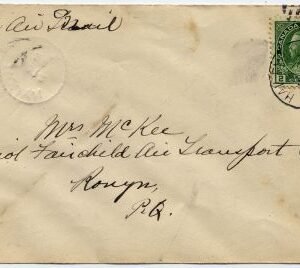 Air Mail
Mrs McKee
Fairchild Air Transport
Rouyn,
P.Q.